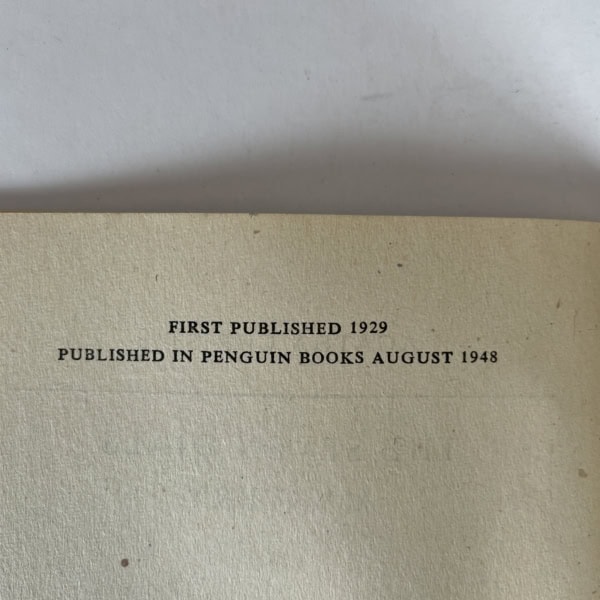 FIRST PUBLISHED 1929
PUBLISHED IN PENGUIN BOOKS AUGUST 1948